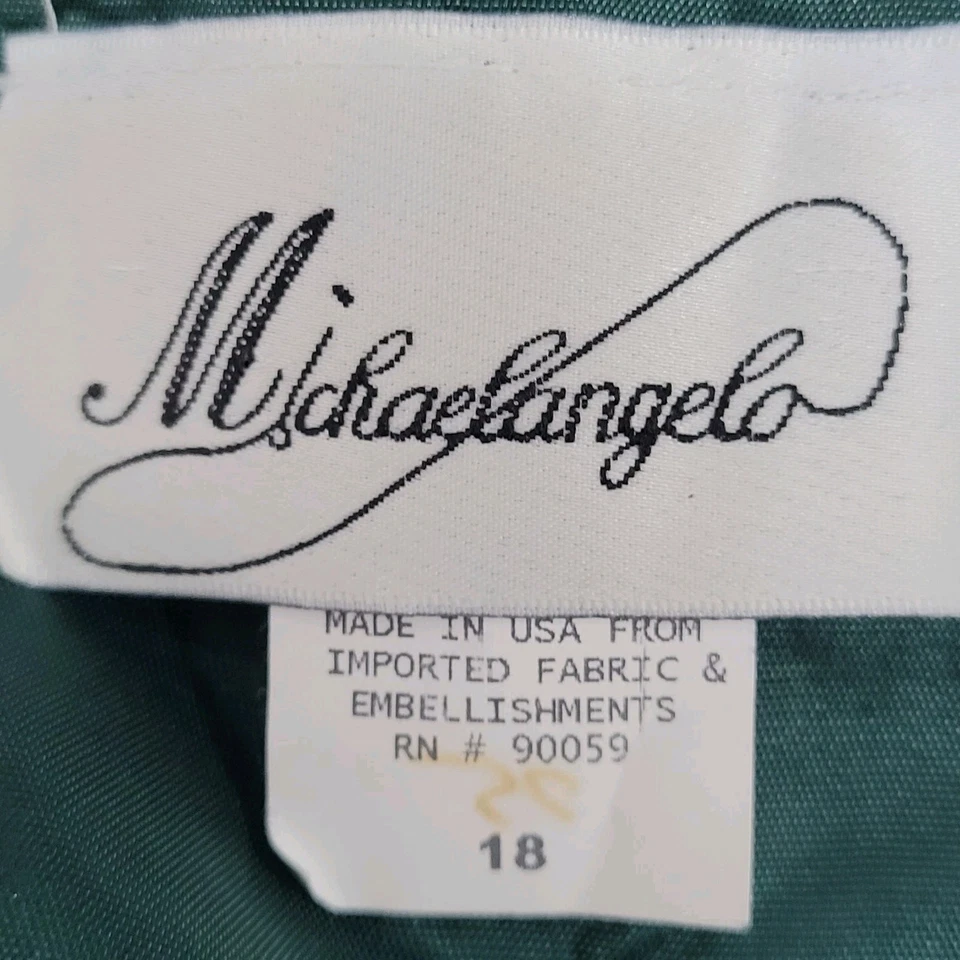 Michaelangelo
MADE IN USA FROM
IMPORTED FABRIC &
EMBELLISHMENTS
RN # 90059
18